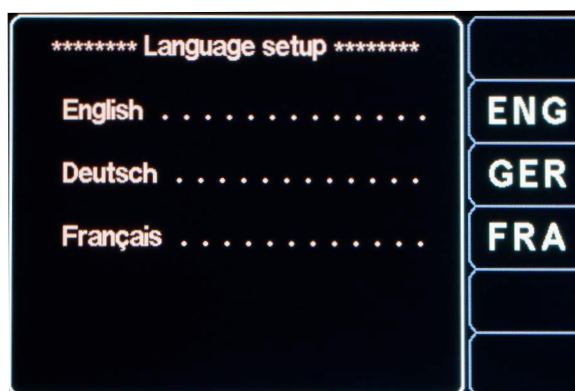 ******** Language setup ********
English . . . . . . . . . . . . . ENG
Deutsch . . . . . . . . . . . . GER
Français . . . . . . . . . . . . FRA